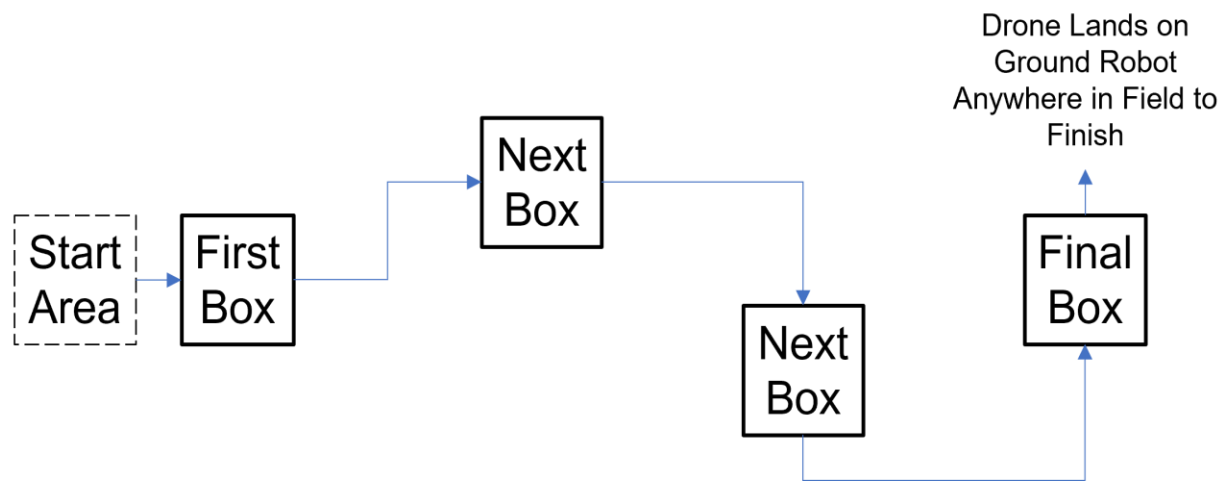 Start
Area
First
Box
Next
Box
Next
Box
Final
Box
Drone Lands on
Ground Robot
Anywhere in Field to
Finish